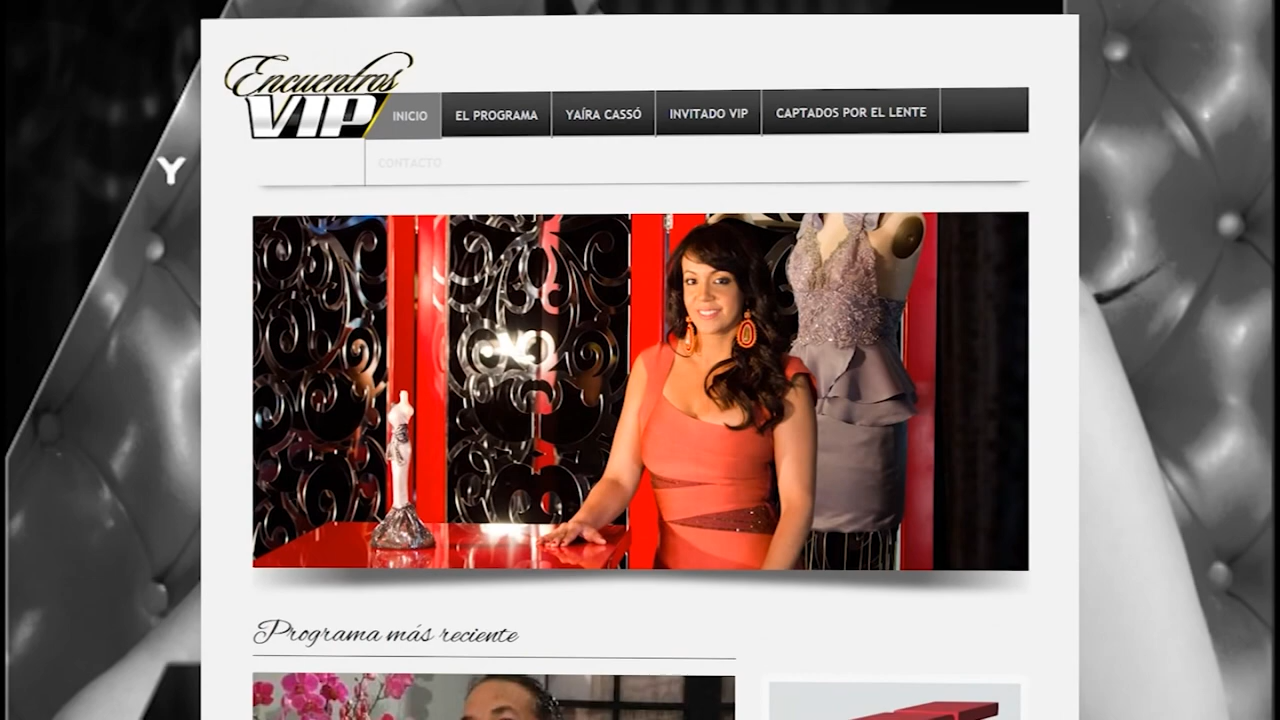 Encuentros
VIP
INICIO
EL PROGRAMA
YAÍRA CASSÓ
INVITADO VIP
CAPTADOS POR EL LENTE
CONTACTO
Y
Programa más reciente